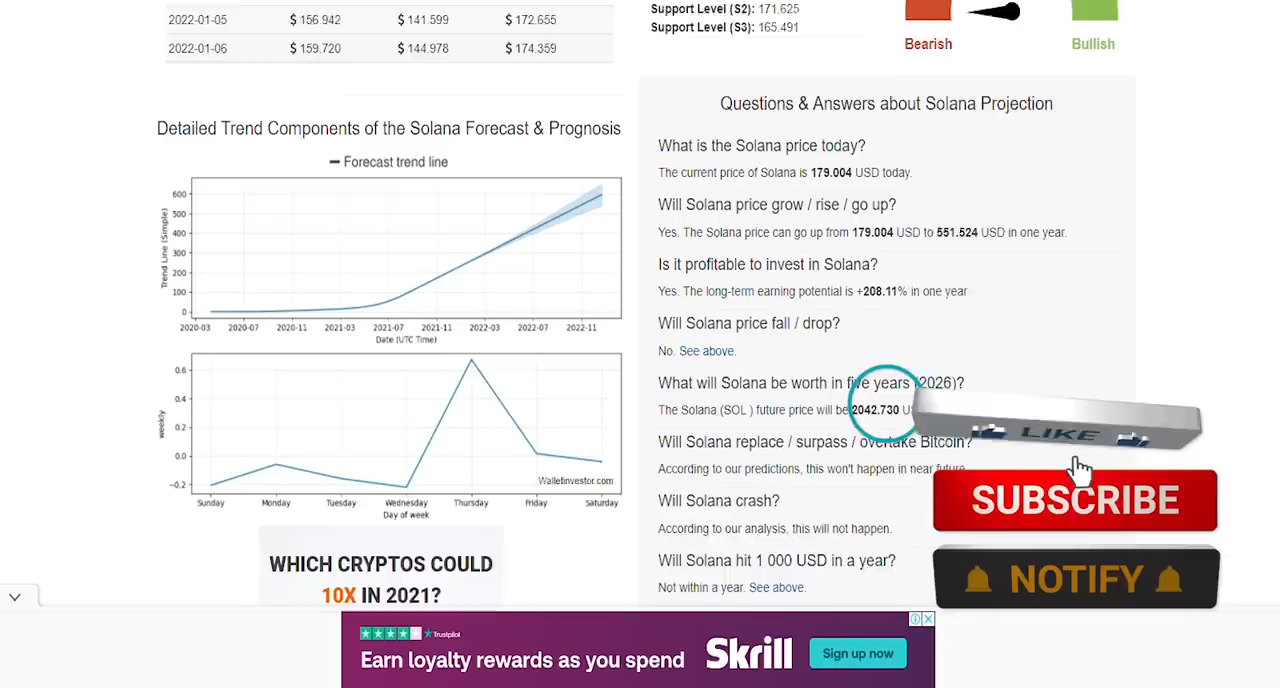 2022-01-05 $ 156.942 $ 141.599 $ 172.655
2022-01-06 $ 159.720 $ 144.978 $ 174.359
Support Level (S2): 171.625
Support Level (S3): 165.491
Bearish
Bullish
Detailed Trend Components of the Solana Forecast & Prognosis
Forecast trend line
Trend Line (Simple)
600
500
400
300
200
100
0
2020-03 2020-07 2020-11 2021-03 2021-07 2021-11 2022-03 2022-07 2022-11
Date (UTC Time)
weekly
0.6
0.4
0.2
0.0
−0.2
Walletinvestor.com
Sunday Monday Tuesday Wednesday Thursday Friday Saturday
Day of week
WHICH CRYPTOS COULD
10X IN 2021?
Questions & Answers about Solana Projection
What is the Solana price today?
The current price of Solana is 179.004 USD today.
Will Solana price grow / rise / go up?
Yes. The Solana price can go up from 179.004 USD to 551.524 USD in one year.
Is it profitable to invest in Solana?
Yes. The long-term earning potential is +208.11% in one year
Will Solana price fall / drop?
No. See above.
What will Solana be worth in five years (2026)?
The Solana (SOL ) future price will be 2042.730
Will Solana replace / surpass / overtake Bitcoin?
According to our predictions, this won't happen in near future
Will Solana crash?
According to our analysis, this will not happen.
Will Solana hit 1 000 USD in a year?
Not within a year. See above.
LIKE
SUBSCRIBE
NOTIFY
Trustpilot
Earn loyalty rewards as you spend
Skrill
Sign up now